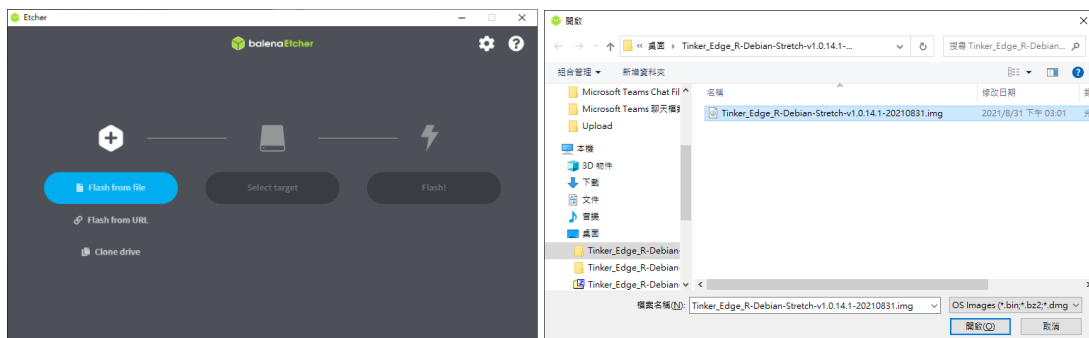 Etcher
balenaEtcher
Flash from file
Select target
Flash!
Flash from URL
Clone drive
開啟
« 桌面 › Tinker_Edge_R-Debian-Stretch-v1.0.14.1-...
搜尋 Tinker_Edge_R-Debian...
組合管理 新增資料夾
名稱 修改日期
Microsoft Teams Chat Fil
Microsoft Teams 聊天檔案
Upload
本機
3D 物件
下載
文件
音樂
桌面
Tinker_Edge_R-Debian-
Tinker_Edge_R-Debian-
Tinker_Edge_R-Debian-
Tinker_Edge_R-Debian-Stretch-v1.0.14.1-20210831.img 2021/8/31 下午 03:01
檔案名稱(N): Tinker_Edge_R-Debian-Stretch-v1.0.14.1-20210831.img OS Images (*.bin;*.bz2;*.dmg
開啟(O) 取消